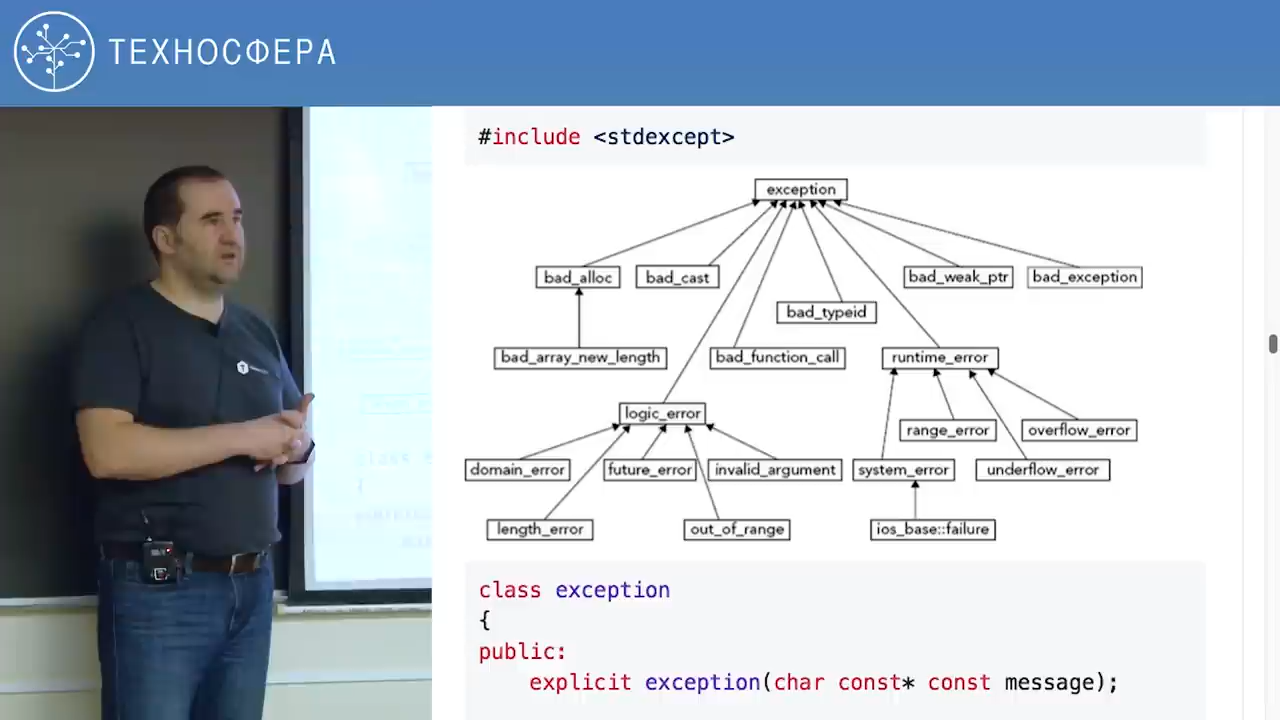 ТЕХНОСФЕРА
#include <stdexcept>
exception
bad_alloc bad_cast bad_weak_ptr bad_exception
bad_typeid
bad_array_new_length bad_function_call runtime_error
logic_error
range_error overflow_error
domain_error future_error invalid_argument system_error underflow_error
length_error out_of_range ios_base::failure
class exception
{
public:
explicit exception(char const* const message);